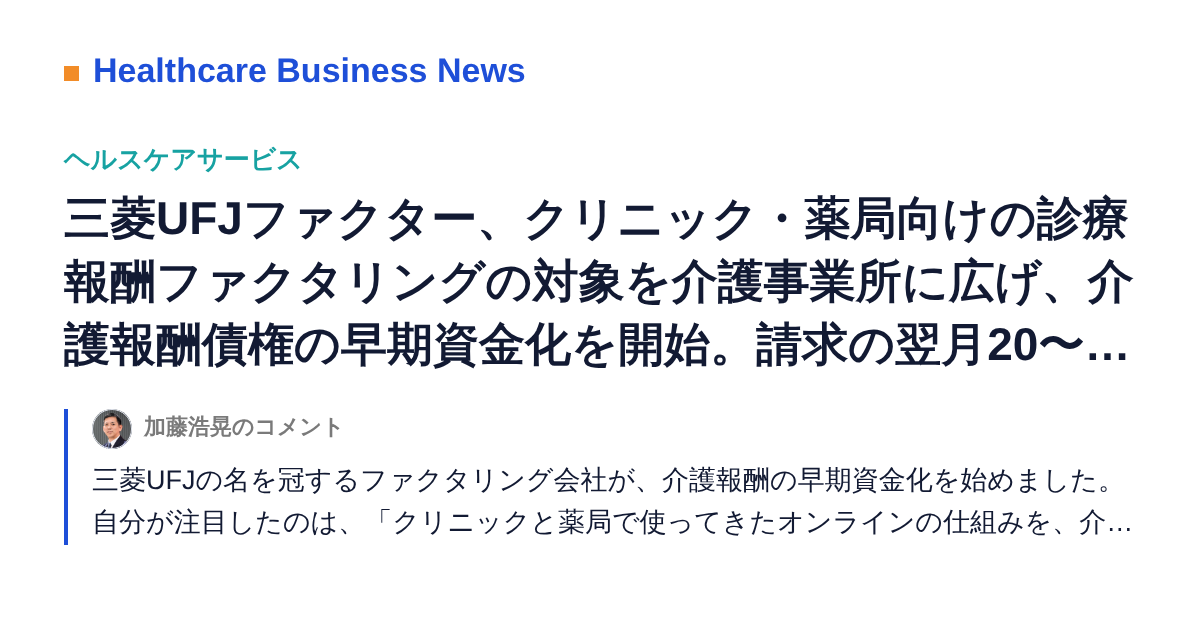 Healthcare Business News
ヘルスケアサービス
三菱UFJファクター、クリニック・薬局向けの診療
報酬ファクタリングの対象を介護事業所に広げ、介
護報酬債権の早期資金化を開始。請求の翌月20〜…
加藤浩晃のコメント
三菱UFJの名を冠するファクタリング会社が、介護報酬の早期資金化を始めました。
自分が注目したのは、「クリニックと薬局で使ってきたオンラインの仕組みを、介…